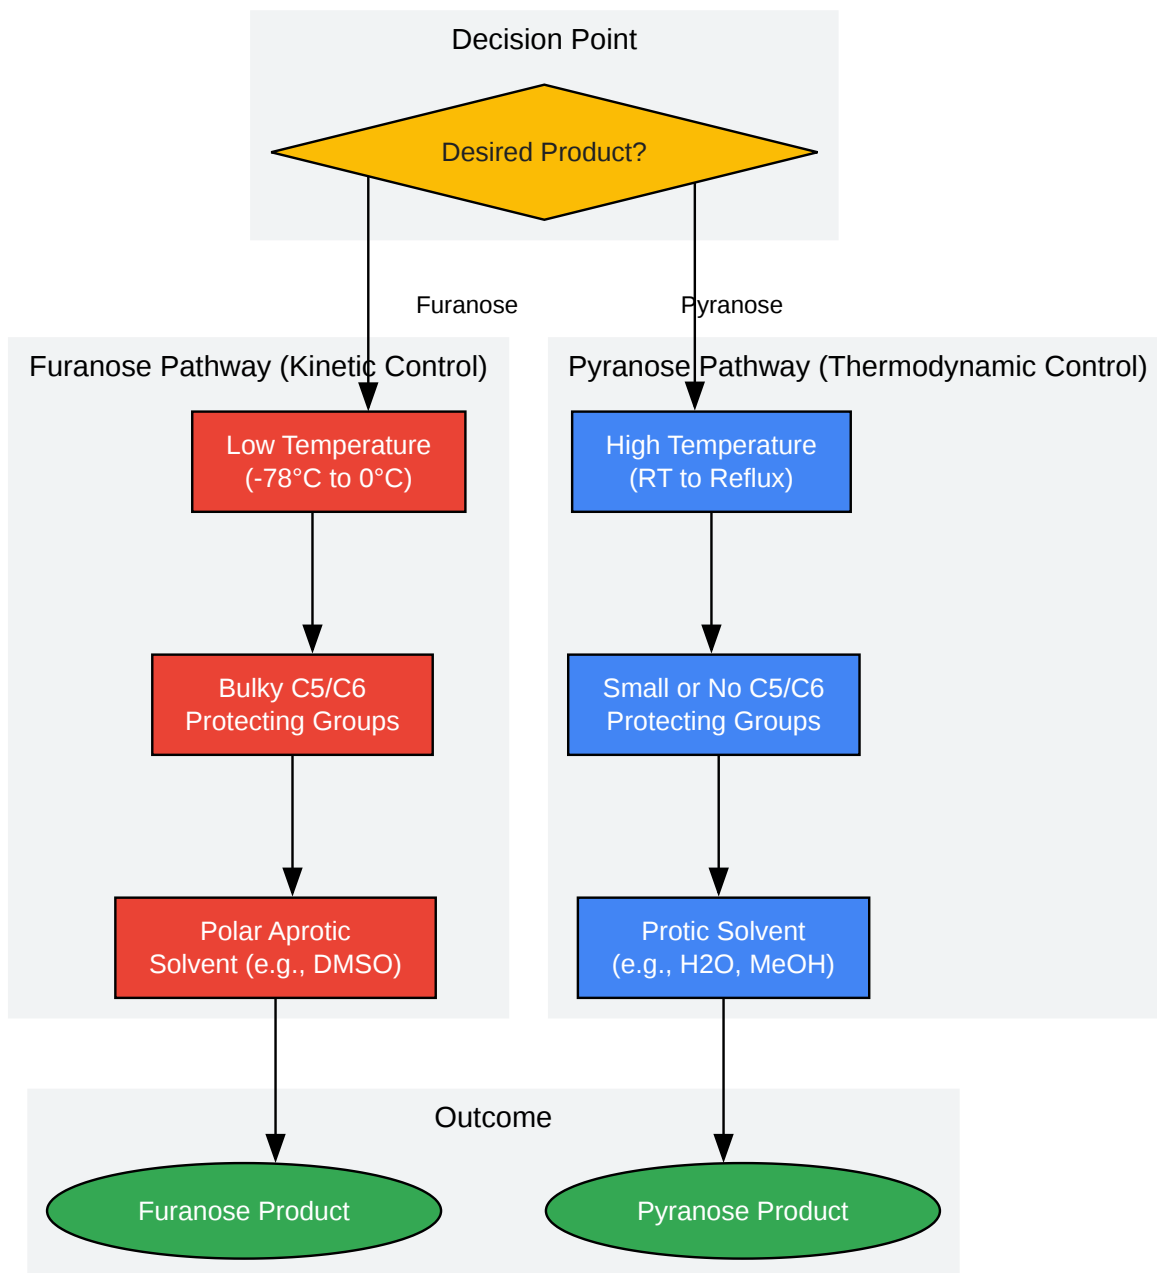 Decision Point
Desired Product?
Furanose
Pyranose
Furanose Pathway (Kinetic Control)
Low Temperature
(-78°C to 0°C)
Bulky C5/C6
Protecting Groups
Polar Aprotic
Solvent (e.g., DMSO)
Pyranose Pathway (Thermodynamic Control)
High Temperature
(RT to Reflux)
Small or No C5/C6
Protecting Groups
Protic Solvent
(e.g., H2O, MeOH)
Outcome
Furanose Product
Pyranose Product